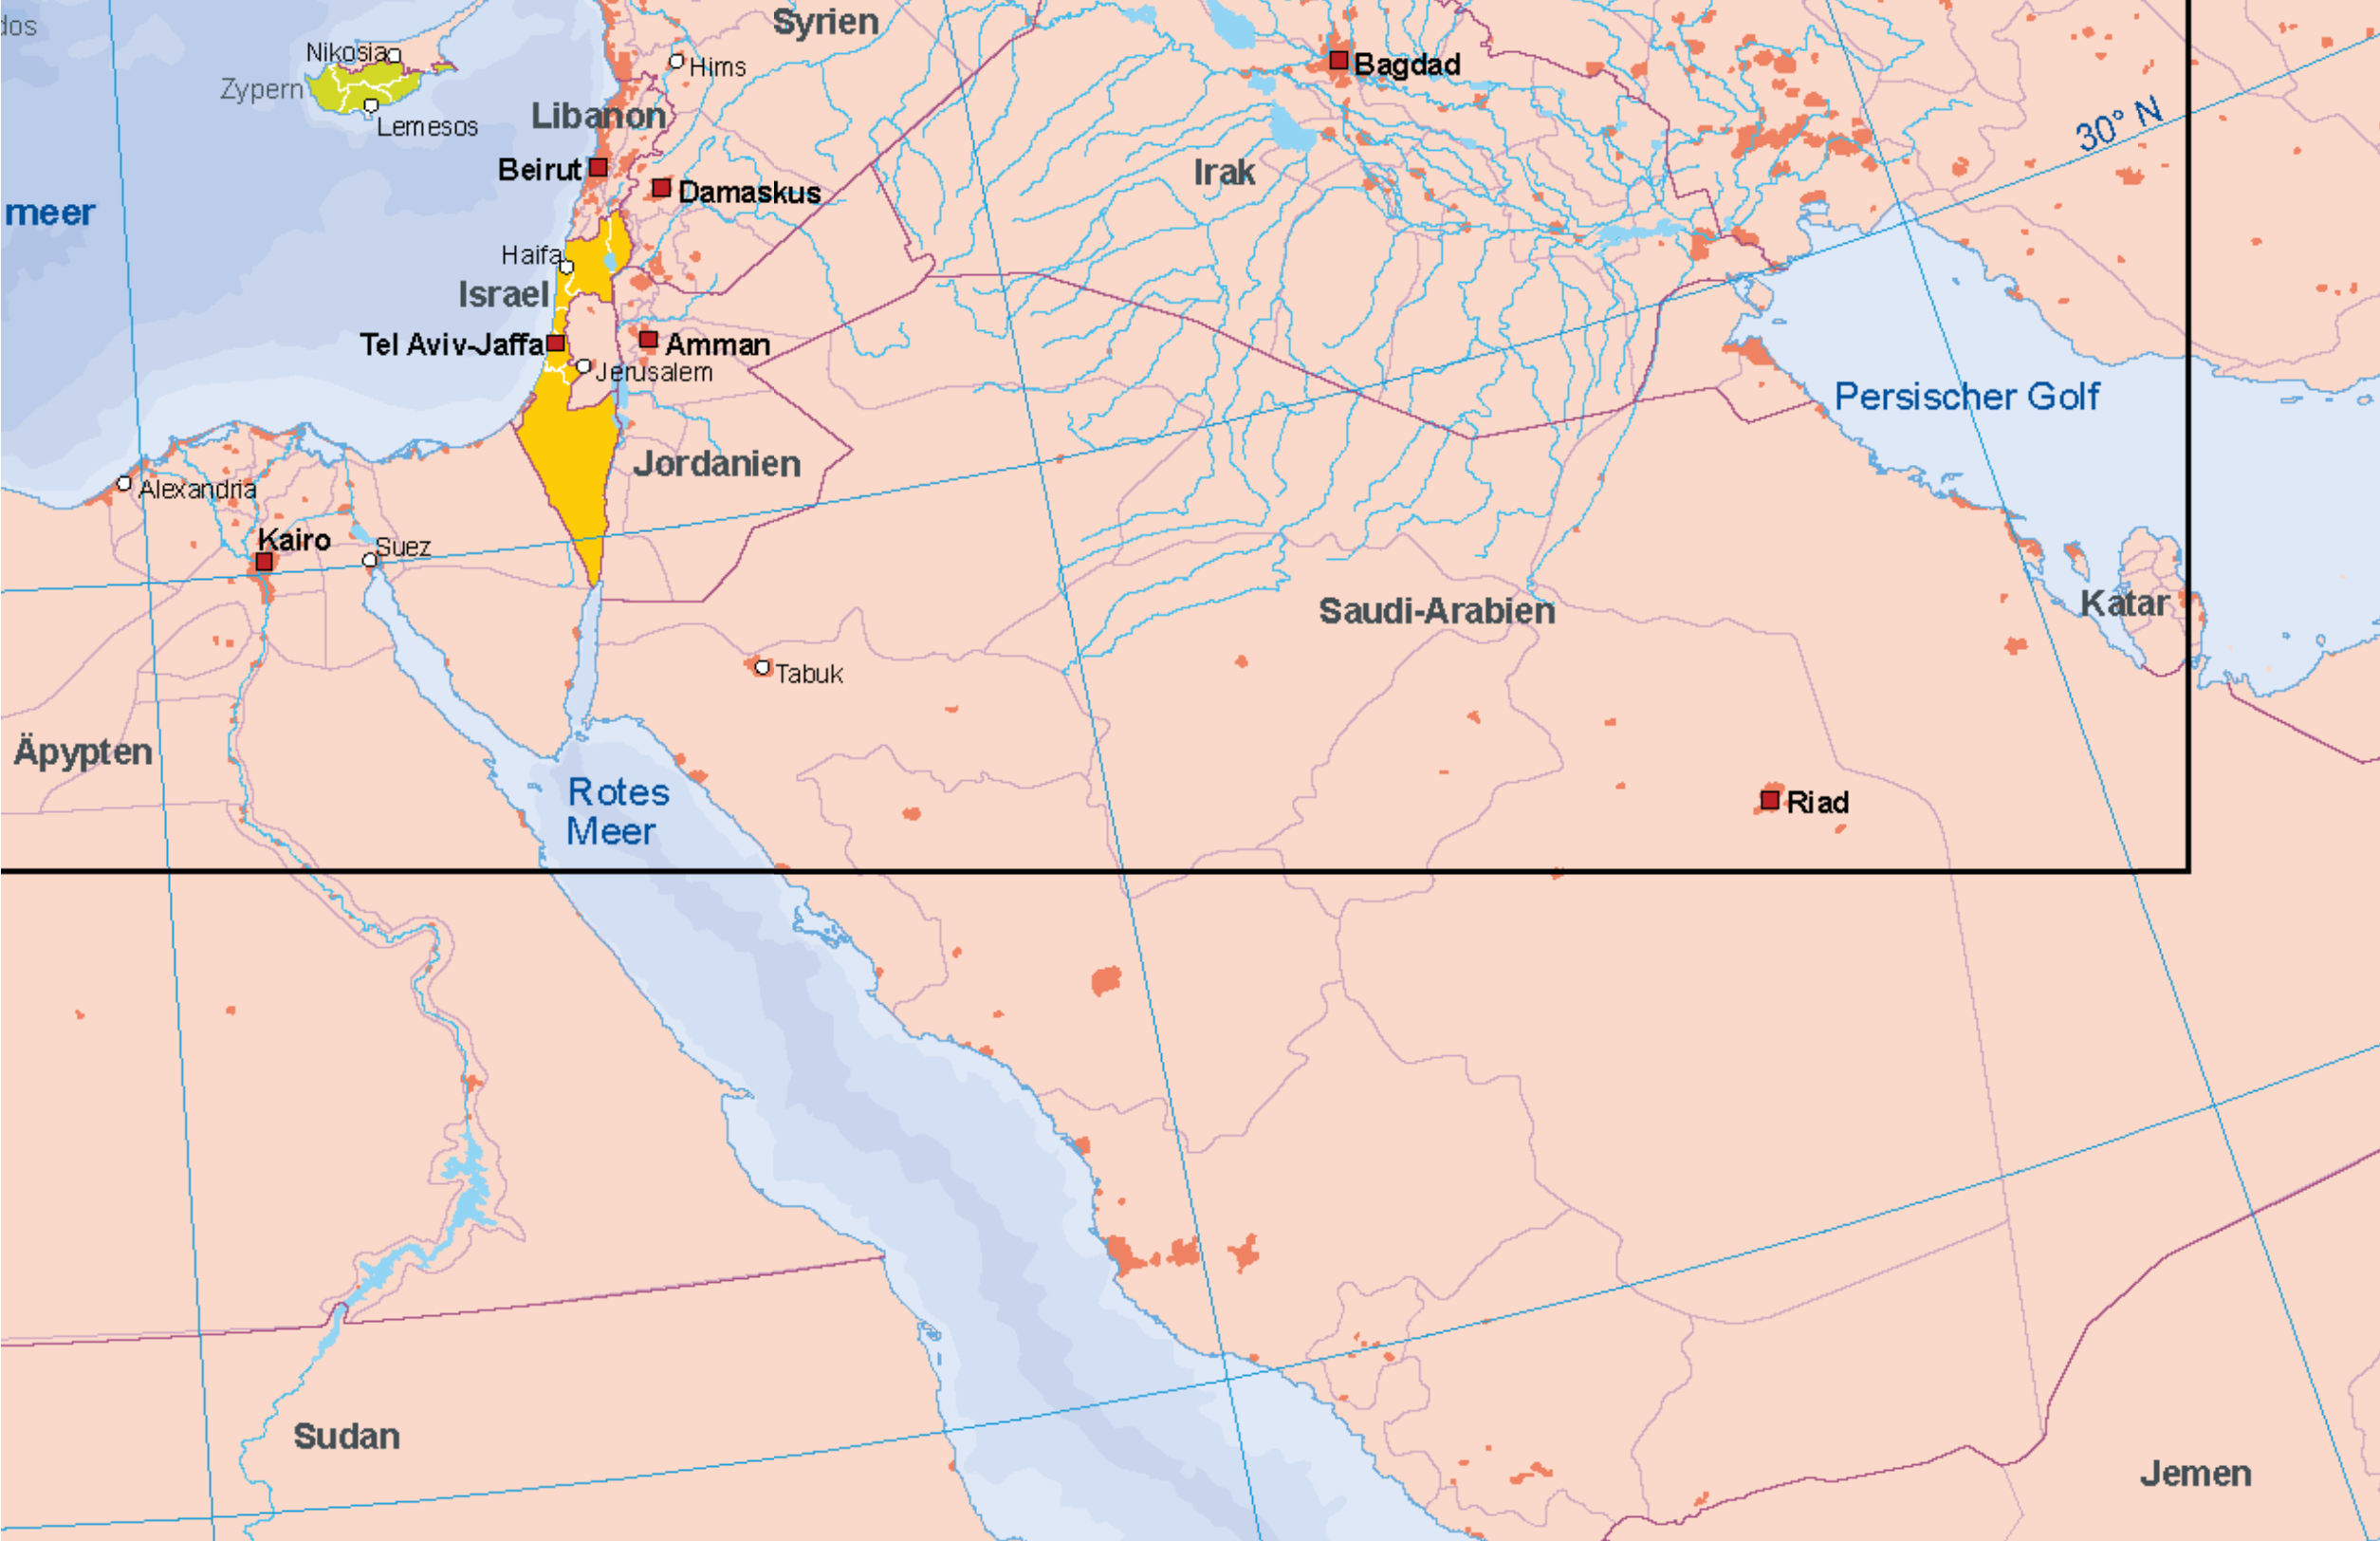 dos
Syrien
Nikosia
Hims
Bagdad
Zypern
Libanon
Lemesos
30° N
Beirut
Irak
Damaskus
meer
Haifa
Israel
Tel Aviv-Jaffa
Amman
Jerusalem
Persischer Golf
Jordanien
Alexandria
Kairo
Suez
Saudi-Arabien
Katar
Tabuk
Äpypten
Rotes
Meer
Riad
Sudan
Jemen